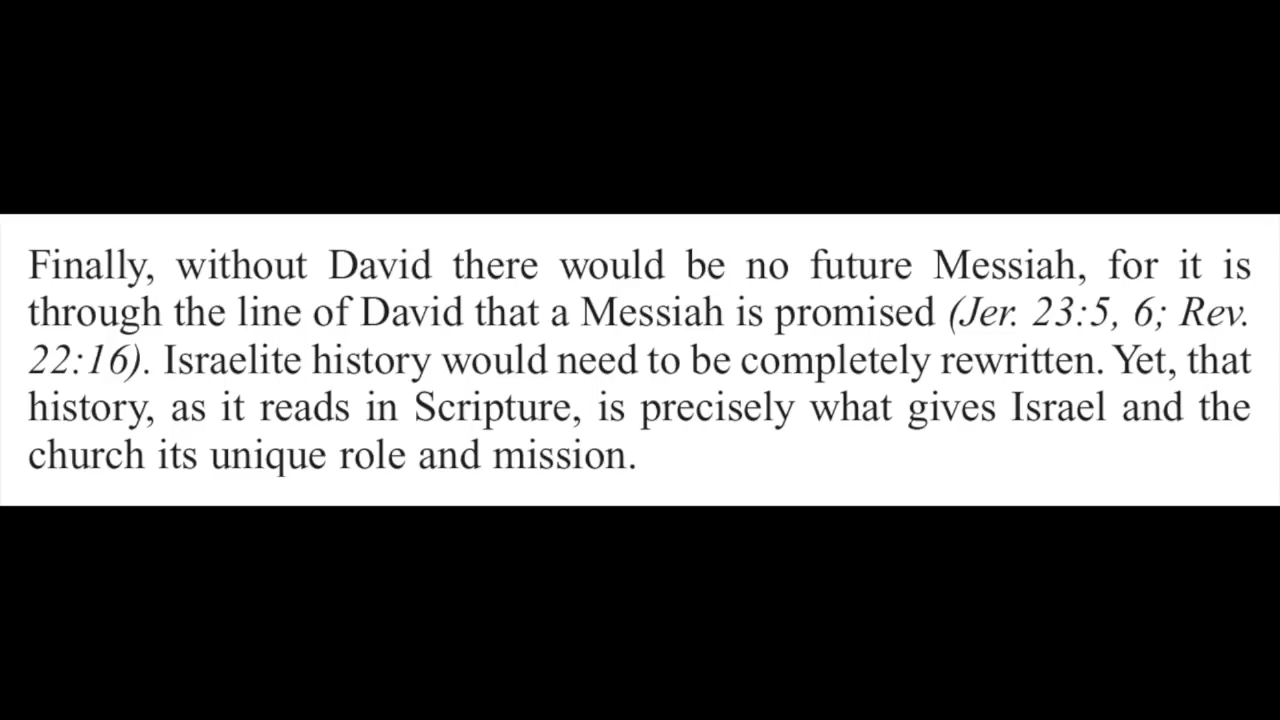 Finally, without David there would be no future Messiah, for it is
through the line of David that a Messiah is promised (Jer. 23:5, 6; Rev.
22:16). Israelite history would need to be completely rewritten. Yet, that
history, as it reads in Scripture, is precisely what gives Israel and the
church its unique role and mission.